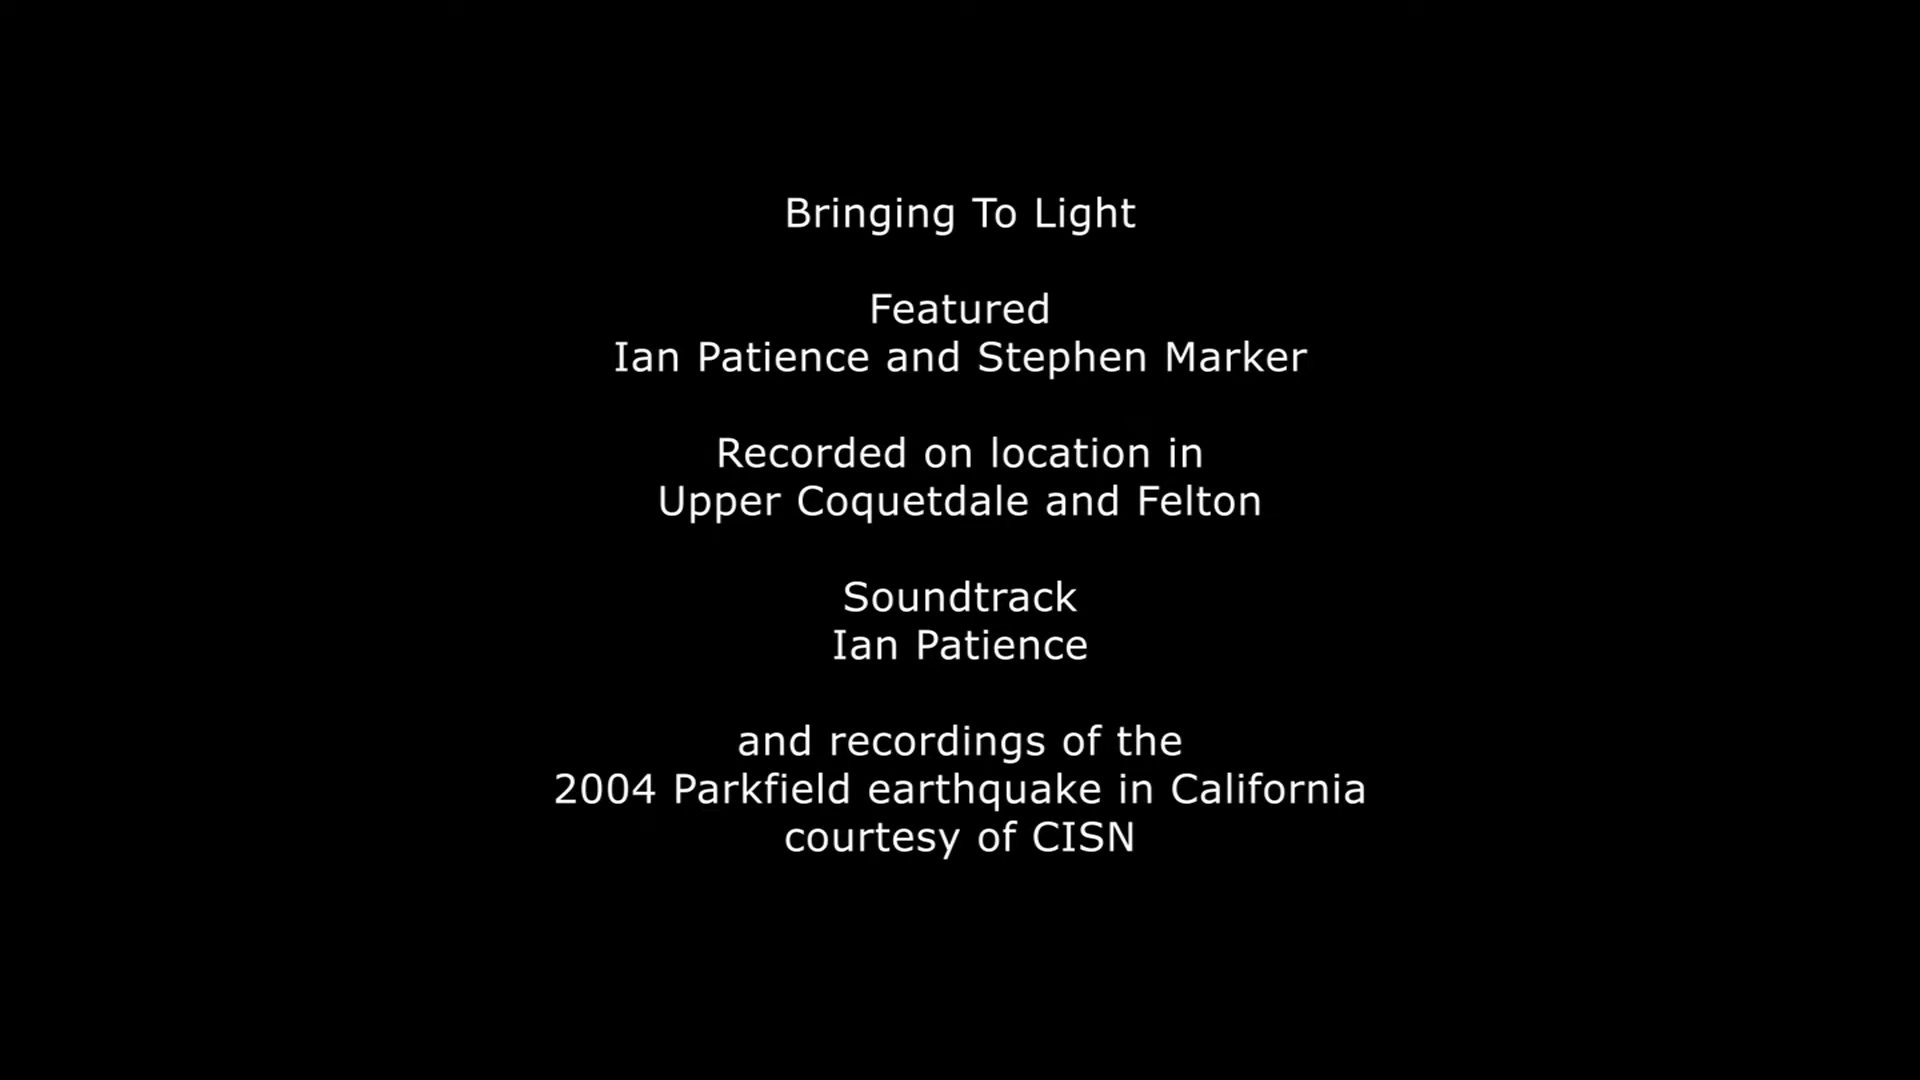 Bringing To Light
Featured
Ian Patience and Stephen Marker
Recorded on location in
Upper Coquetdale and Felton
Soundtrack
Ian Patience
and recordings of the
2004 Parkfield earthquake in California
courtesy of CISN